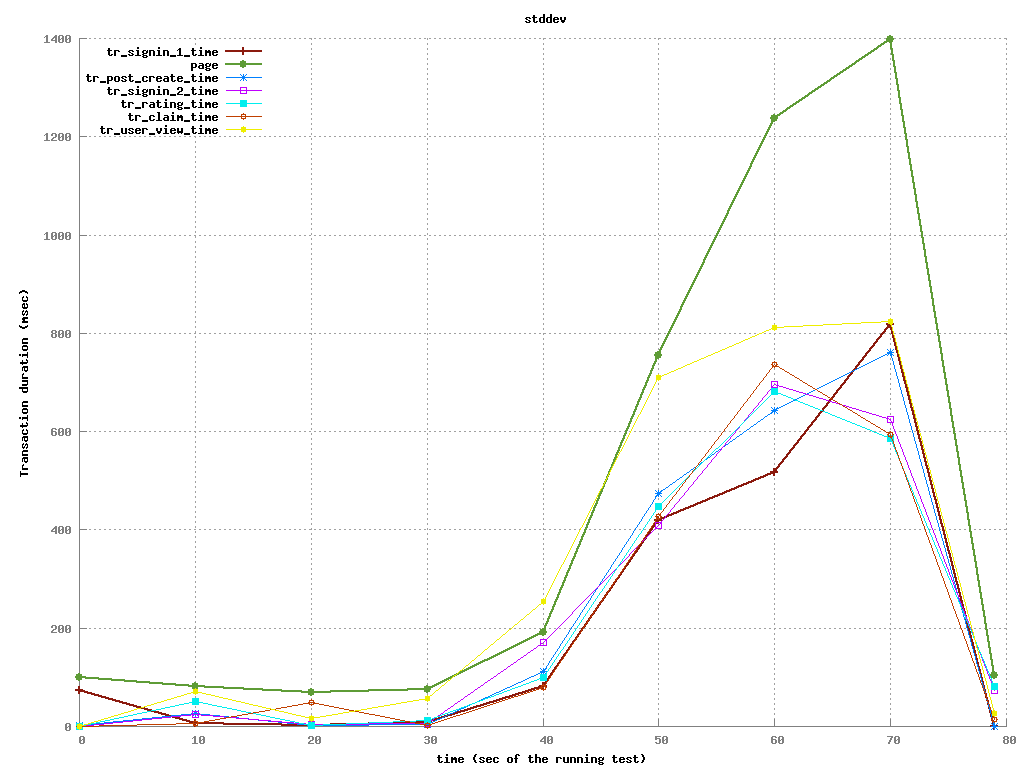 stddev
1400
1200
1000
800
600
400
200
0
tr_signin_1_time
page
tr_post_create_time
tr_signin_2_time
tr_rating_time
tr_claim_time
tr_user_view_time
Transaction duration (msec)
0 10 20 30 40 50 60 70 80
time (sec of the running test)